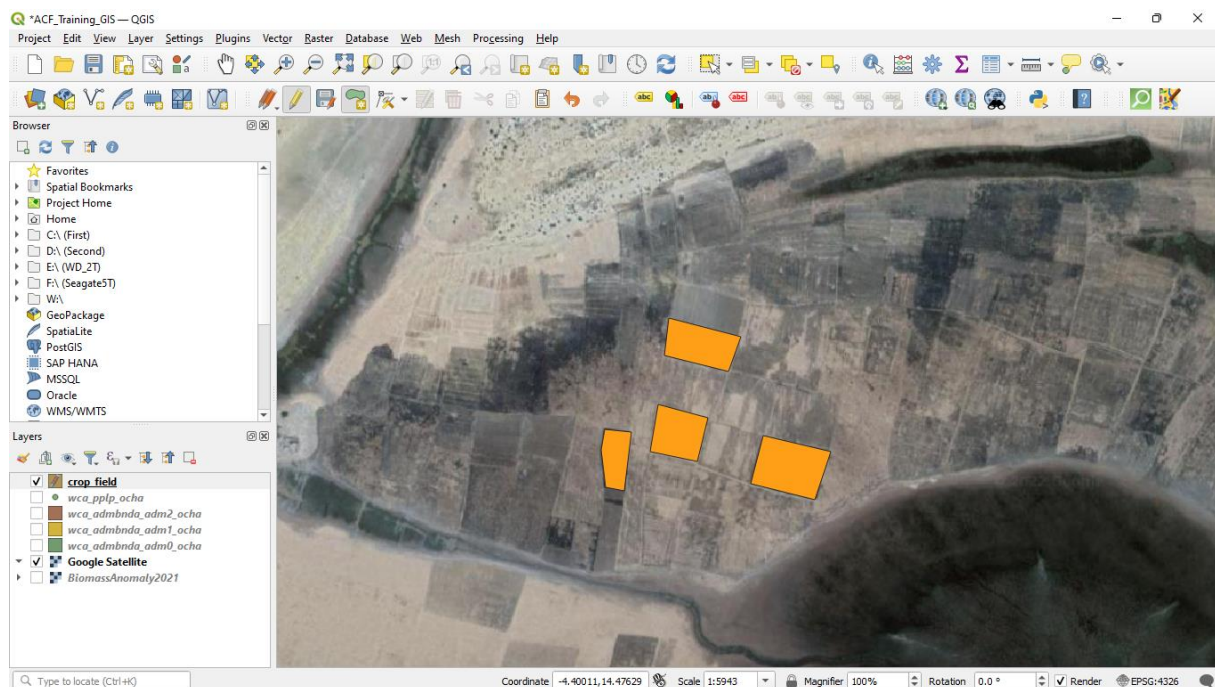 *ACF_Training_GIS — QGIS
Project Edit View Layer Settings Plugins Vector Raster Database Web Mesh Processing Help
Browser
Favorites
Spatial Bookmarks
Project Home
Home
C:\ (First)
D:\ (Second)
E:\ (WD_2T)
F:\ (Seagate5T)
W:\
GeoPackage
SpatiaLite
PostGIS
SAP HANA
MSSQL
Oracle
WMS/WMTS
Layers
crop_field
wca_pplp_ocha
wca_admbnda_adm2_ocha
wca_admbnda_adm1_ocha
wca_admbnda_adm0_ocha
Google Satellite
BiomassAnomaly2021
Type to locate (Ctrl+K) Coordinate -4.40011,14.47629 Scale 1:5943 Magnifier 100% Rotation 0.0 ° Render EPSG:4326